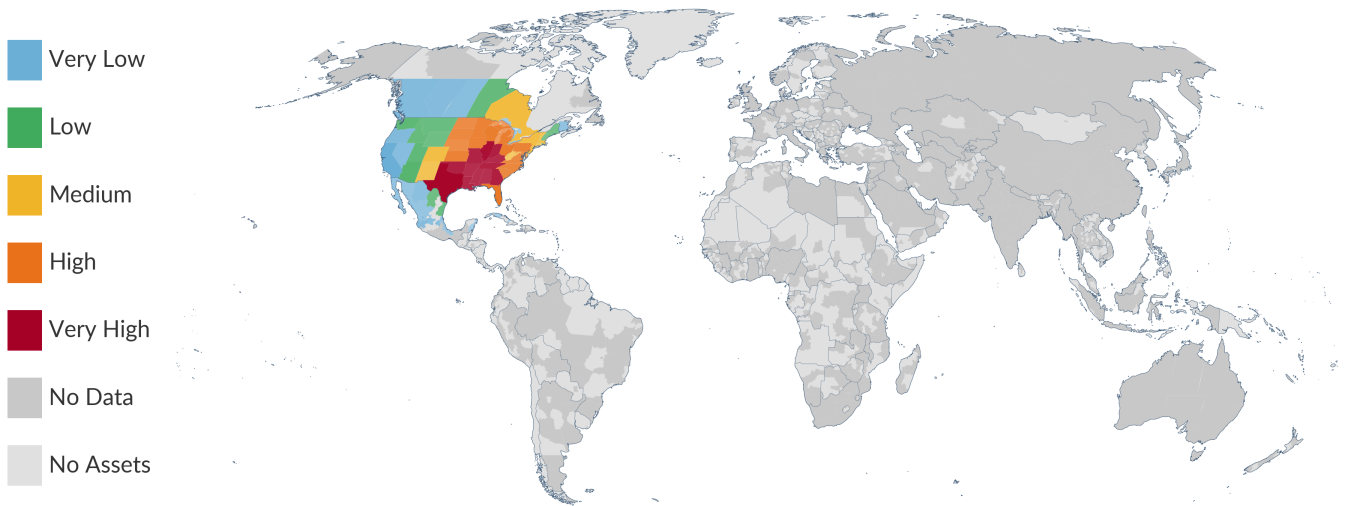 Very Low
Low
Medium
High
Very High
No Data
No Assets